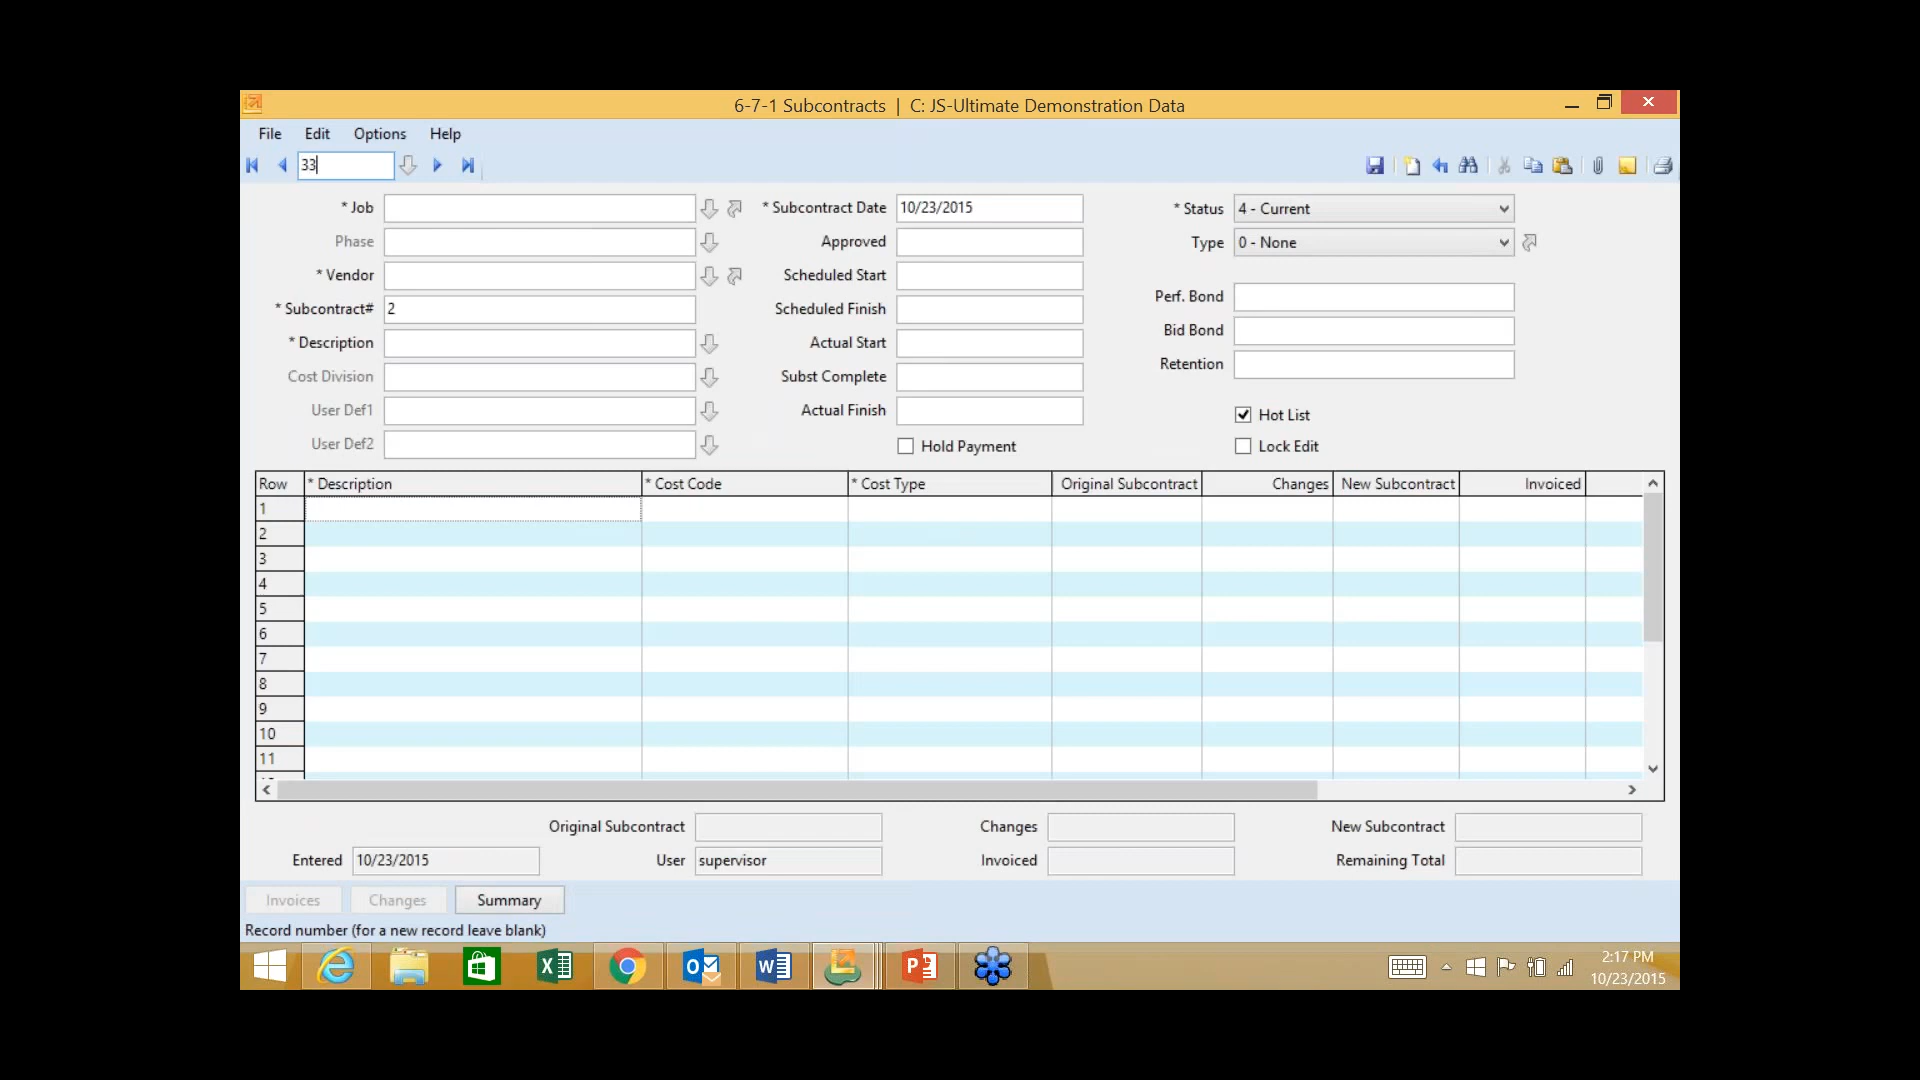 6-7-1 Subcontracts | C: JS-Ultimate Demonstration Data
File Edit Options Help
33
* Job * Subcontract Date 10/23/2015 * Status 4 - Current
Phase Approved Type 0 - None
* Vendor Scheduled Start
Perf. Bond
* Subcontract# 2 Scheduled Finish
Bid Bond
* Description Actual Start
Retention
Cost Division Subst Complete
User Def1 Actual Finish
Hot List
User Def2 Hold Payment Lock Edit
Row * Description * Cost Code * Cost Type Original Subcontract Changes New Subcontract Invoiced
1
2
3
4
5
6
7
8
9
10
11
Original Subcontract Changes New Subcontract
Entered 10/23/2015 User supervisor Invoiced Remaining Total
Invoices Changes Summary
Record number (for a new record leave blank)
2:17 PM
10/23/2015